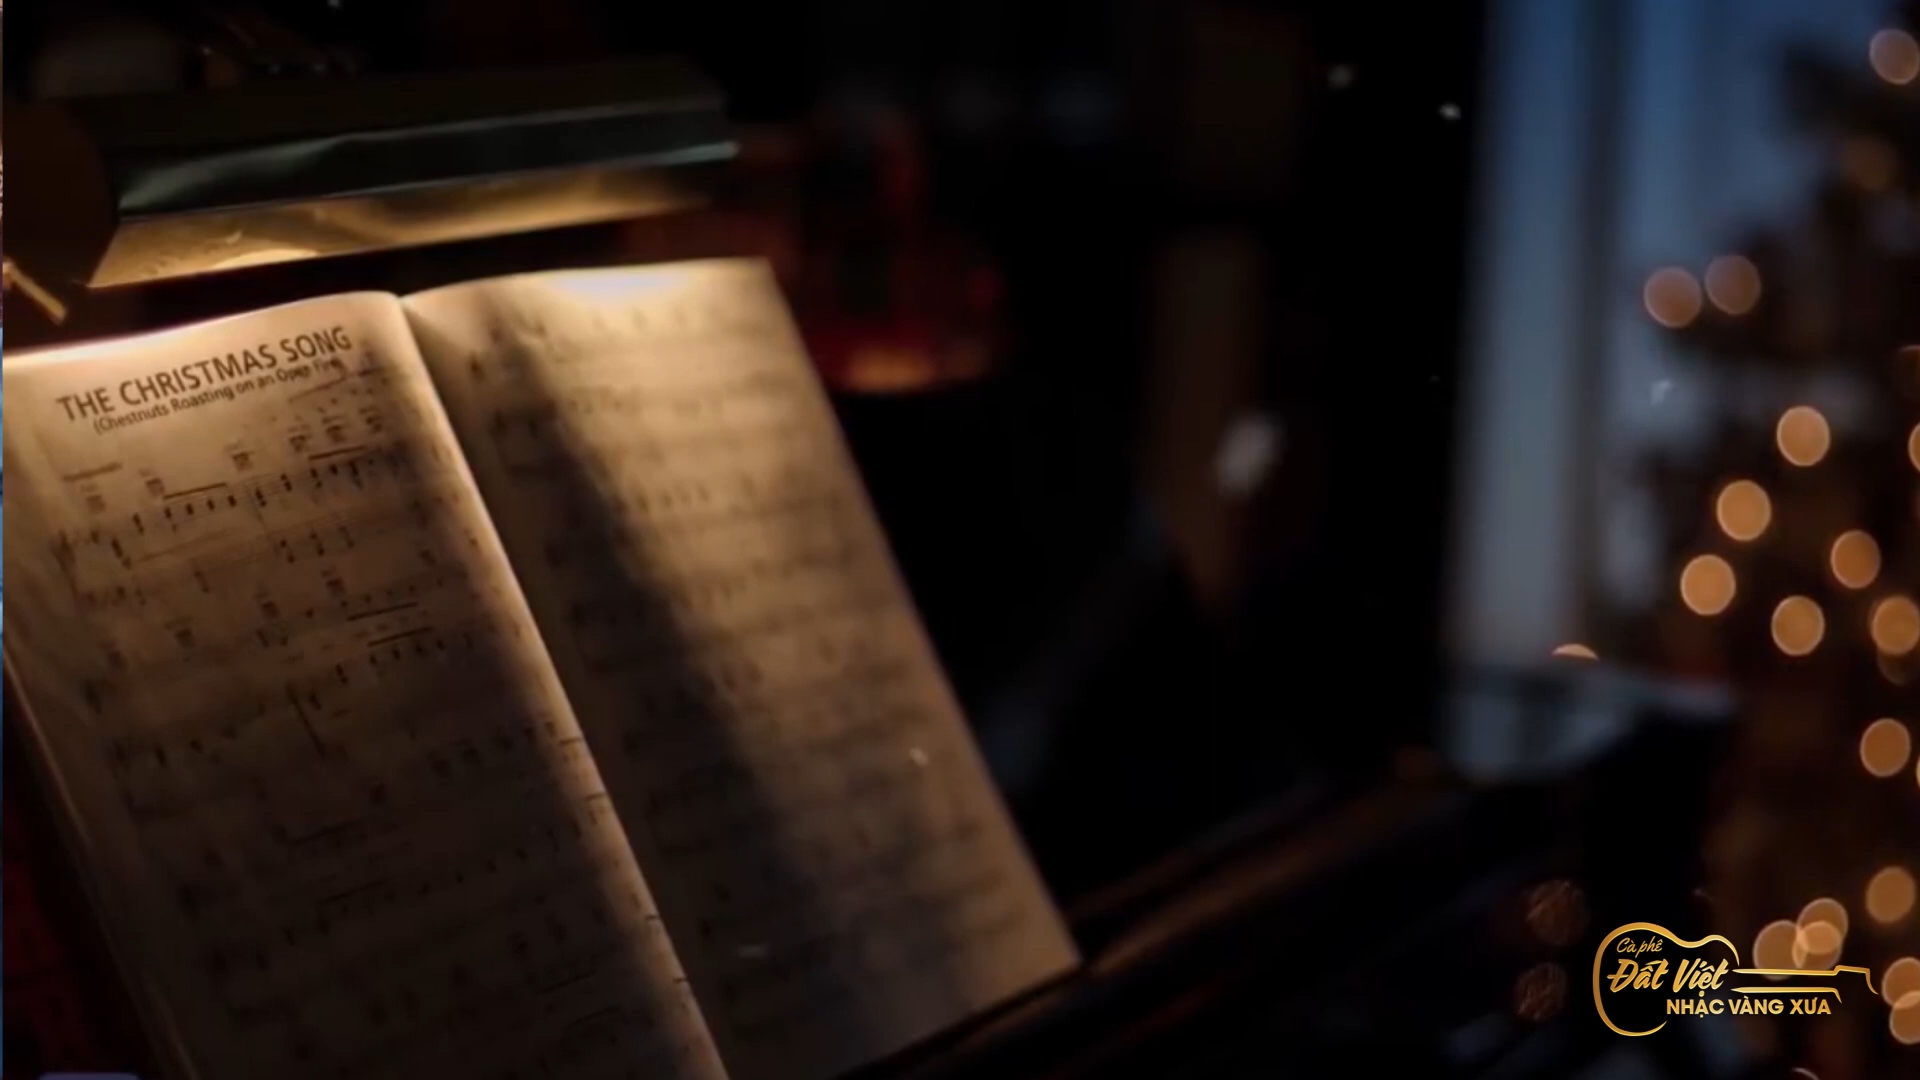 THE CHRISTMAS SONG
(Chestnuts Roasting on an Open Fire)
Cà phê
Đất Việt
NHẠC VÀNG XƯA